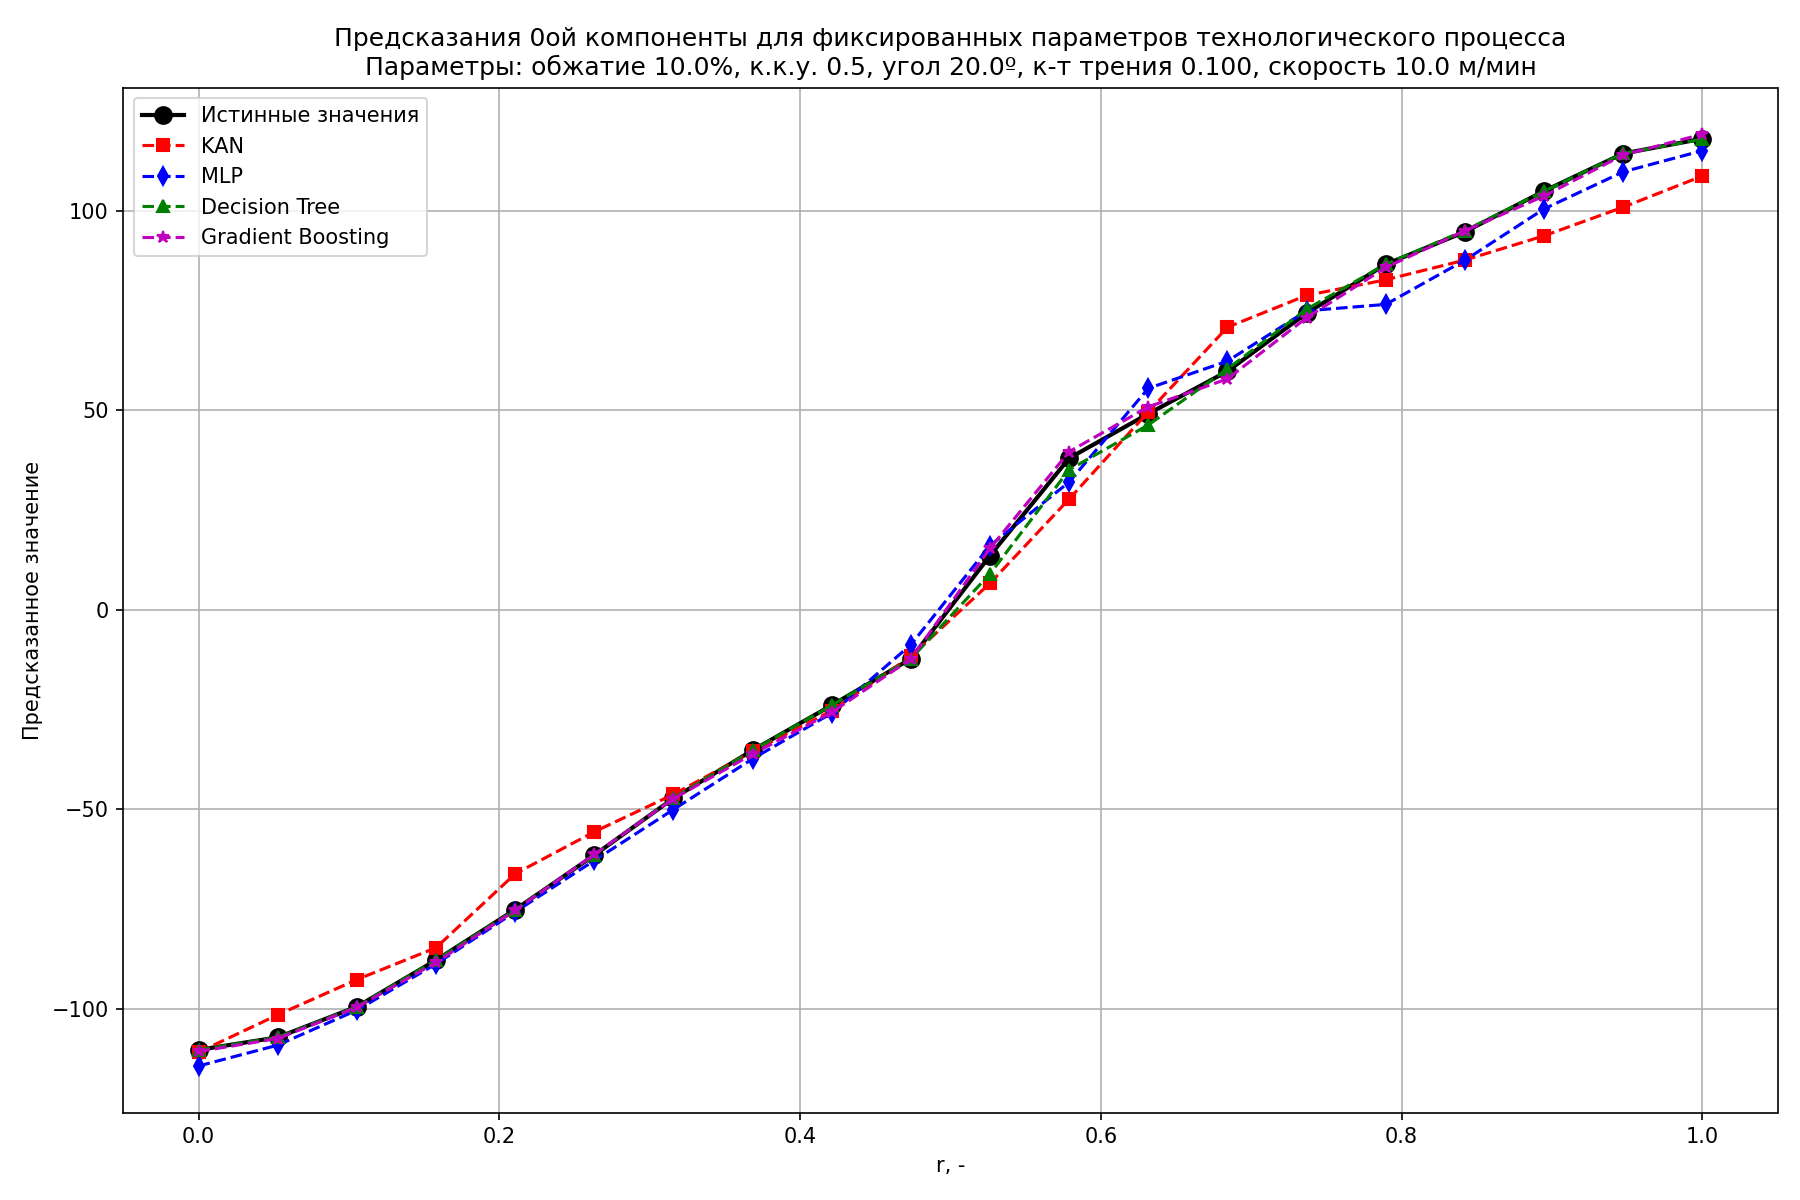 Предсказания 0ой компоненты для фиксированных параметров технологического процесса
Параметры: обжатие 10.0%, к.к.у. 0.5, угол 20.0º, к-т трения 0.100, скорость 10.0 м/мин
Истинные значения
KAN
MLP
Decision Tree
Gradient Boosting
Предсказанное значение
100
50
0
−50
−100
0.0
0.2
0.4
0.6
0.8
1.0
r, -